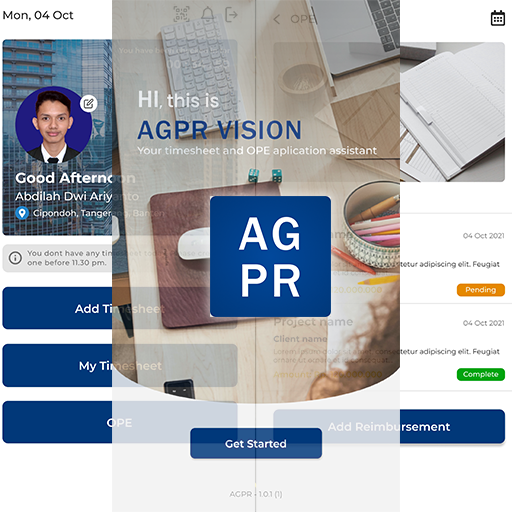 Mon, 04 Oct
OPE
HI, this is
AGPR VISION
Your timesheet and OPE aplication assistant
Good Afternoon
Abdilah Dwi Ariyanto
Cipondoh, Tangerang, Banten
AG
PR
You dont have any timesheet
one before 11.30 pm.
04 Oct 2021
tetur adipiscing elit. Feugiat
Pending
Add Timesheet
Project name
Client name
04 Oct 2021
consectetur adipiscing elit. Feugiat
Complete
My Timesheet
OPE
Add Reimbursement
Get Started
AGPR • 1.0.1 (1)